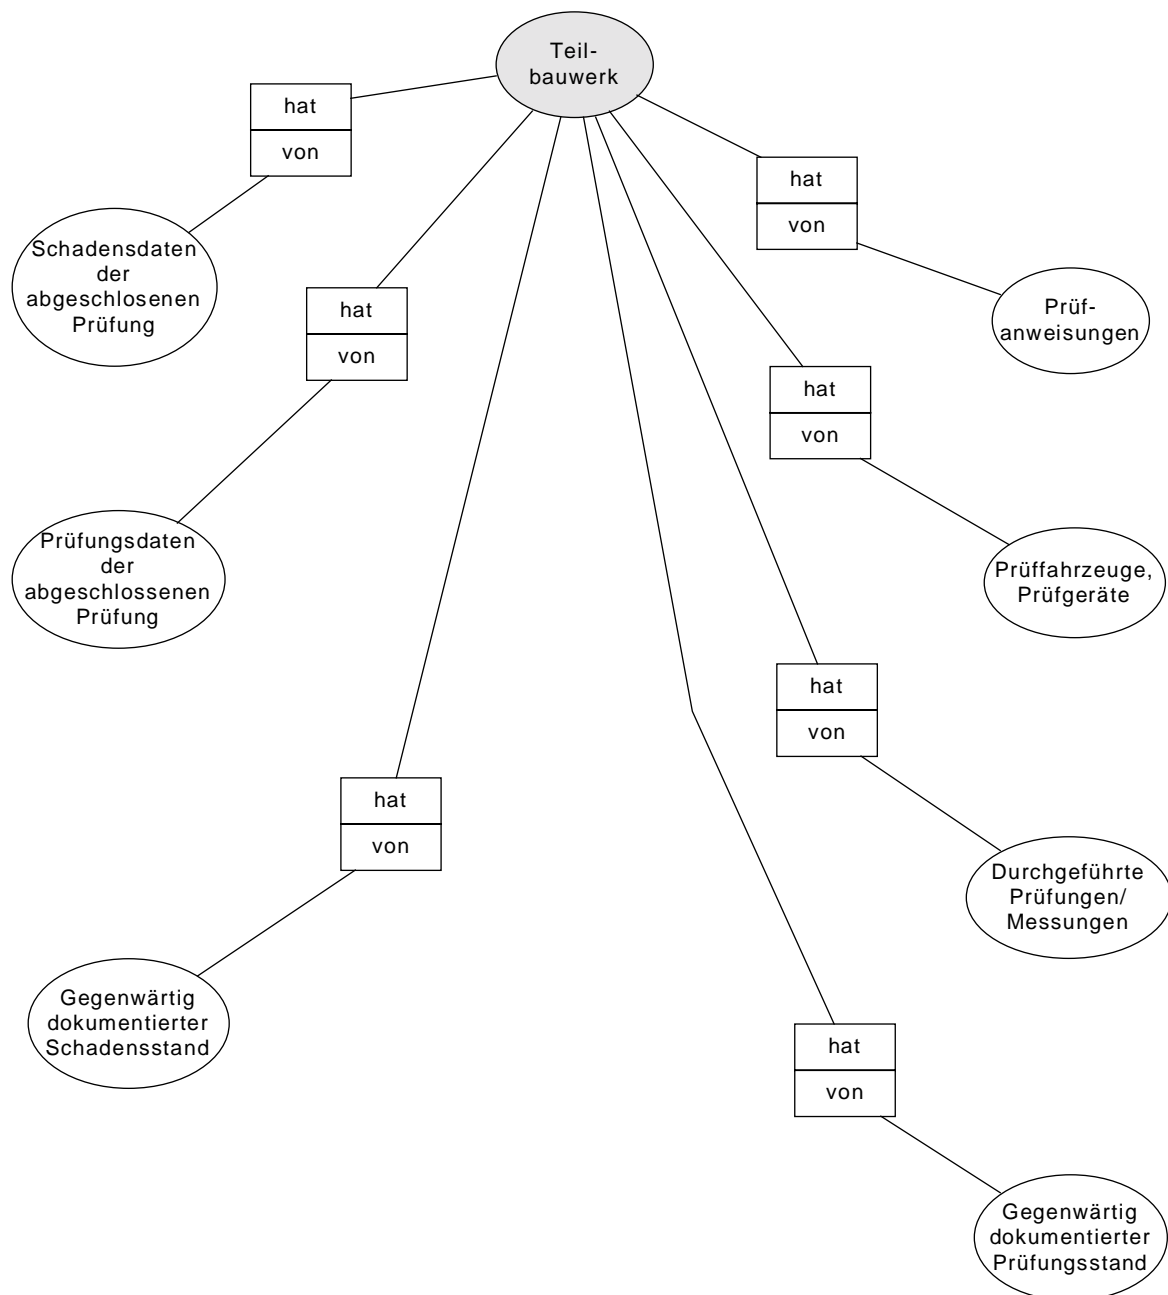 Teil-
bauwerk
hat
von
Schadensdaten
der
abgeschlosenen
Prüfung
hat
von
Prüf-
anweisungen
hat
von
Prüfungsdaten
der
abgeschlossenen
Prüfung
hat
von
Prüffahrzeuge,
Prüfgeräte
hat
von
Durchgeführte
Prüfungen/
Messungen
hat
von
Gegenwärtig
dokumentierter
Schadensstand
hat
von
Gegenwärtig
dokumentierter
Prüfungsstand